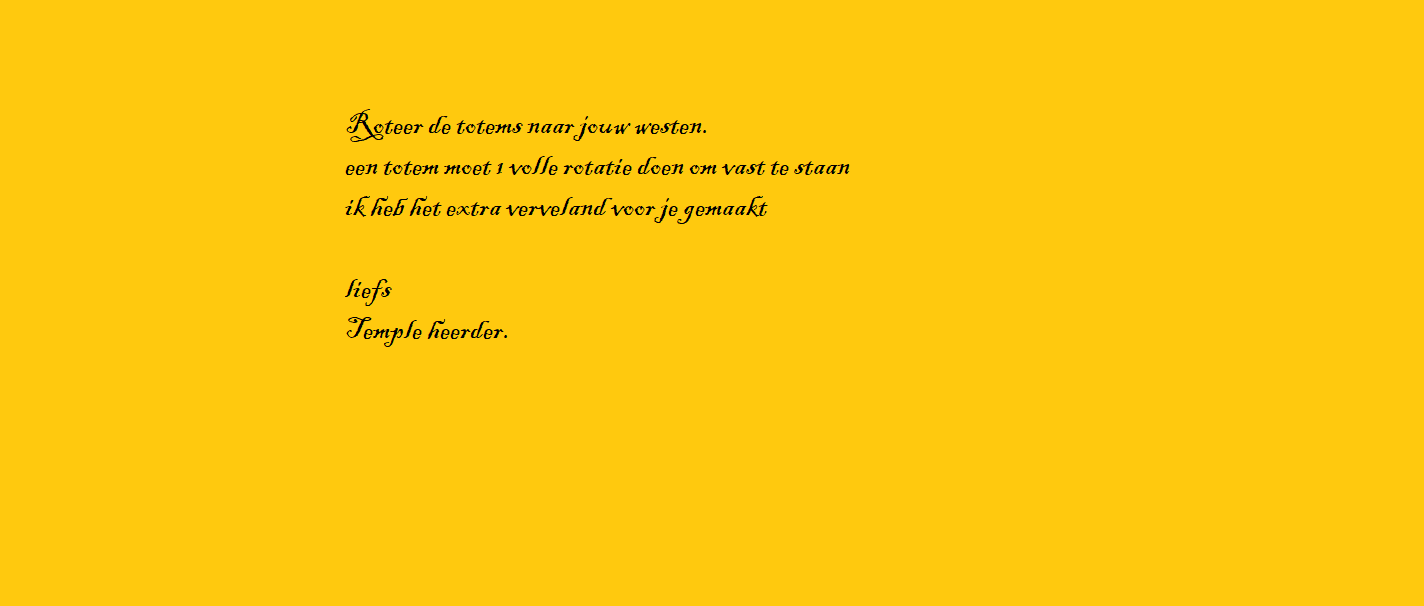 Roteer de totems naar jouw westen.
een totem moet 1 volle rotatie doen om vast te staan
ik heb het extra verveland voor je gemaakt
liefs
Temple heerder.